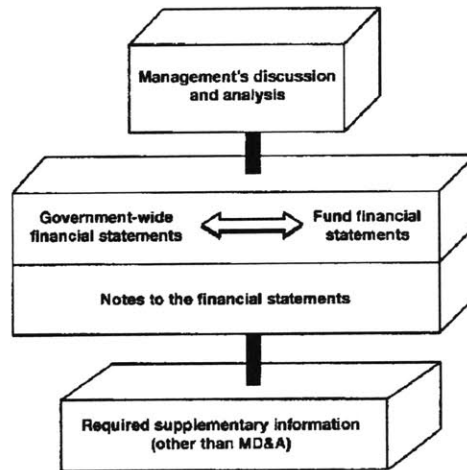 Management's discussion
and analysis
Government-wide
financial statements
Fund financial
statements
Notes to the financial statements
Required supplementary information
(other than MD&A)